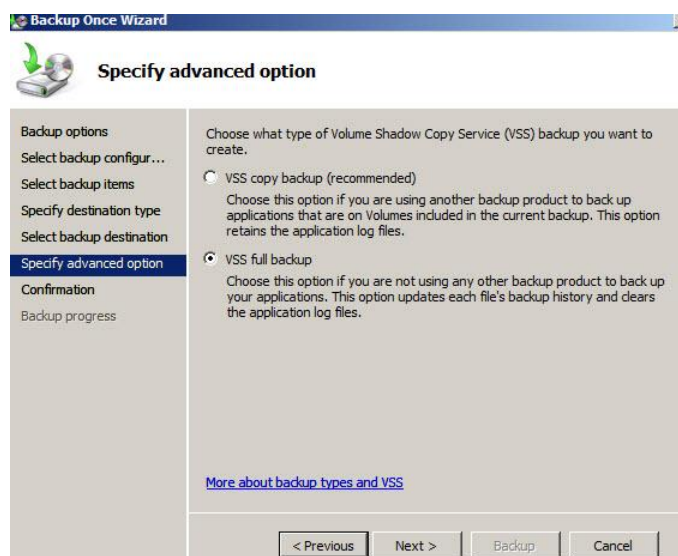 Backup Once Wizard
Specify advanced option
Backup options
Select backup configur...
Select backup items
Specify destination type
Select backup destination
Specify advanced option
Confirmation
Backup progress
Choose what type of Volume Shadow Copy Service (VSS) backup you want to
create.
VSS copy backup (recommended)
Choose this option if you are using another backup product to back up
applications that are on Volumes included in the current backup. This option
retains the application log files.
VSS full backup
Choose this option if you are not using any other backup product to back up
your applications. This option updates each file's backup history and clears
the application log files.
More about backup types and VSS
< Previous
Next >
Backup
Cancel